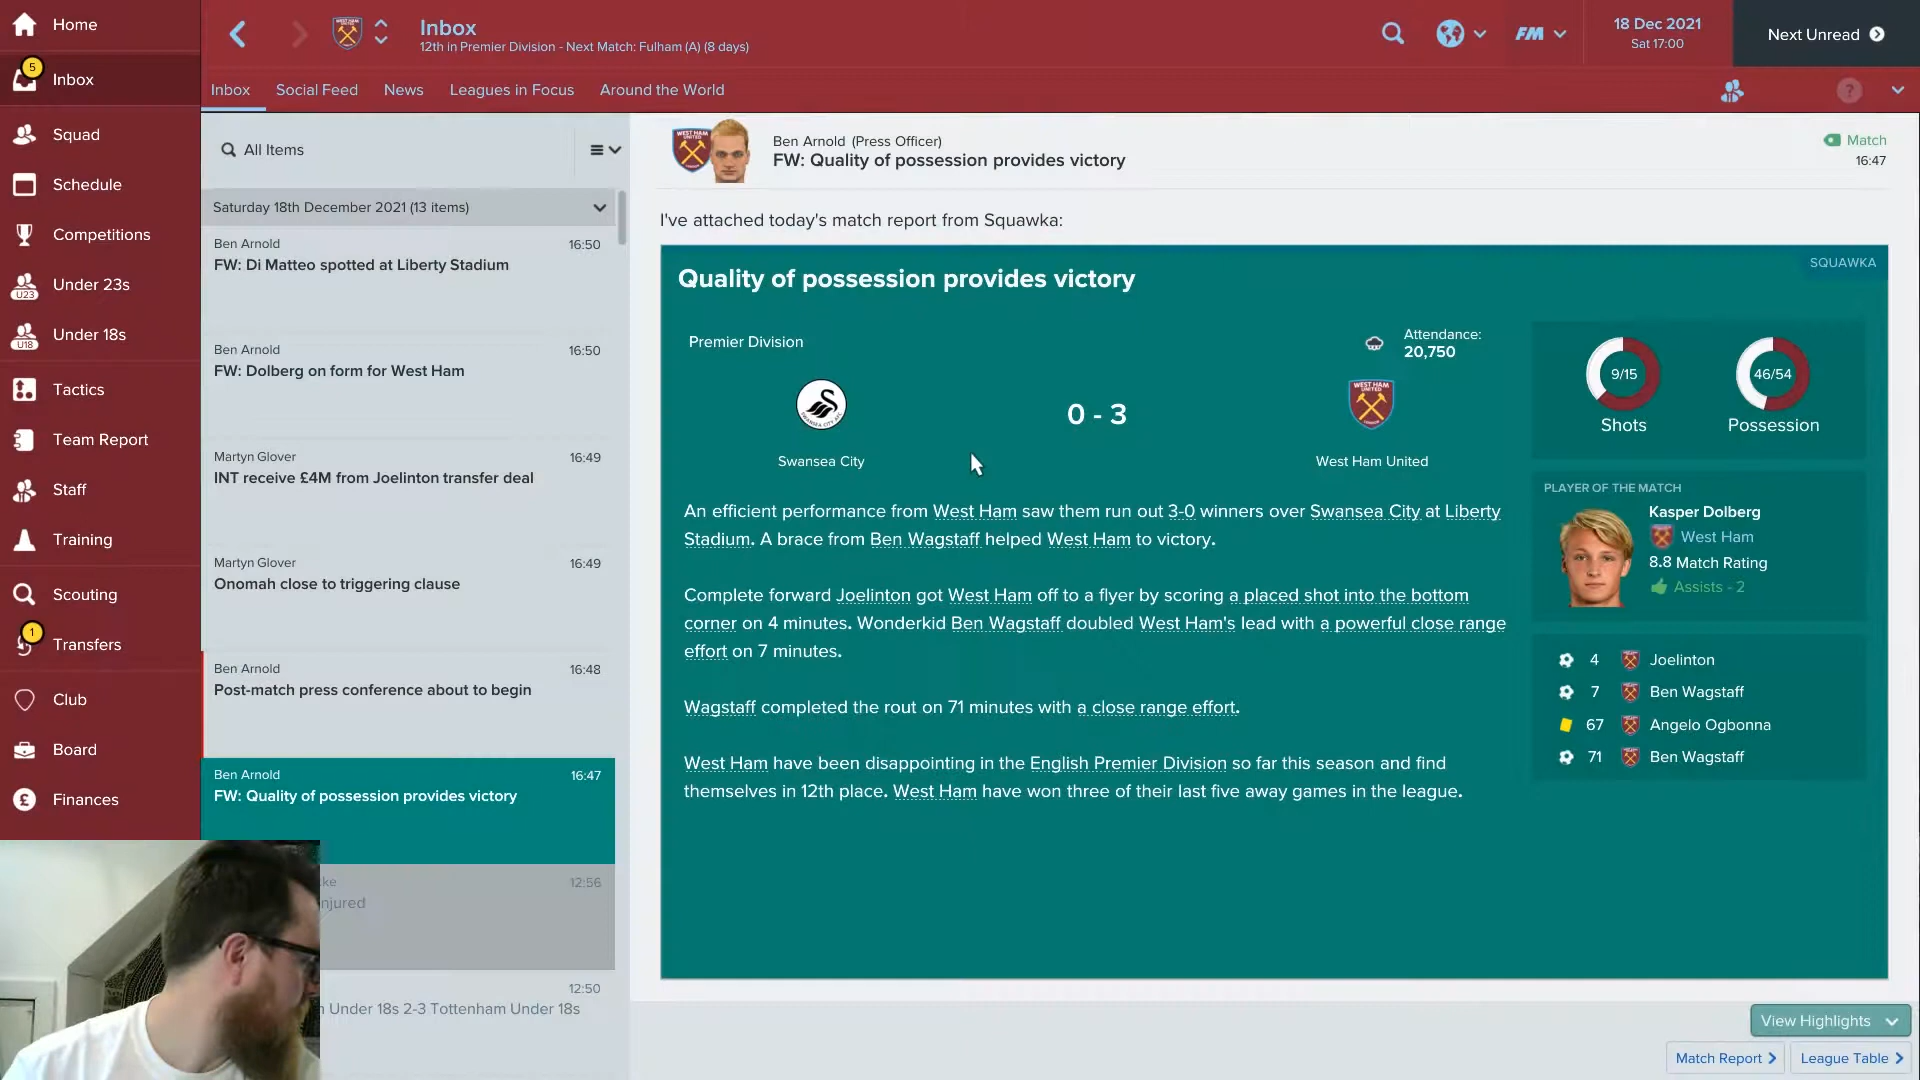 Home
5
Inbox
Squad
Schedule
Competitions
U23
Under 23s
U18
Under 18s
Tactics
Team Report
Staff
Training
Scouting
1
Transfers
Club
Board
£
Finances
WEST HAM UNITED
Inbox
12th in Premier Division - Next Match: Fulham (A) (8 days)
FM
18 Dec 2021
Sat 17:00
Next Unread
Inbox
Social Feed
News
Leagues in Focus
Around the World
?
All Items
Saturday 18th December 2021 (13 items)
Ben Arnold 16:50
FW: Di Matteo spotted at Liberty Stadium
Ben Arnold 16:50
FW: Dolberg on form for West Ham
Martyn Glover 16:49
INT receive £4M from Joelinton transfer deal
Martyn Glover 16:49
Onomah close to triggering clause
Ben Arnold 16:48
Post-match press conference about to begin
Ben Arnold 16:47
FW: Quality of possession provides victory
ke 12:56
njured
12:50
Under 18s 2-3 Tottenham Under 18s
WEST HAM UNITED
Ben Arnold (Press Officer)
FW: Quality of possession provides victory
Match
16:47
I've attached today's match report from Squawka:
Quality of possession provides victory
SQUAWKA
Premier Division
Attendance:
20,750
WEST HAM UNITED
0 - 3
Swansea City
West Ham United
An efficient performance from West Ham saw them run out 3-0 winners over Swansea City at Liberty
Stadium. A brace from Ben Wagstaff helped West Ham to victory.
Complete forward Joelinton got West Ham off to a flyer by scoring a placed shot into the bottom
corner on 4 minutes. Wonderkid Ben Wagstaff doubled West Ham's lead with a powerful close range
effort on 7 minutes.
Wagstaff completed the rout on 71 minutes with a close range effort.
West Ham have been disappointing in the English Premier Division so far this season and find
themselves in 12th place. West Ham have won three of their last five away games in the league.
9/15
Shots
46/54
Possession
PLAYER OF THE MATCH
Kasper Dolberg
West Ham
8.8 Match Rating
Assists - 2
4 Joelinton
7 Ben Wagstaff
67 Angelo Ogbonna
71 Ben Wagstaff
View Highlights
Match Report
League Table